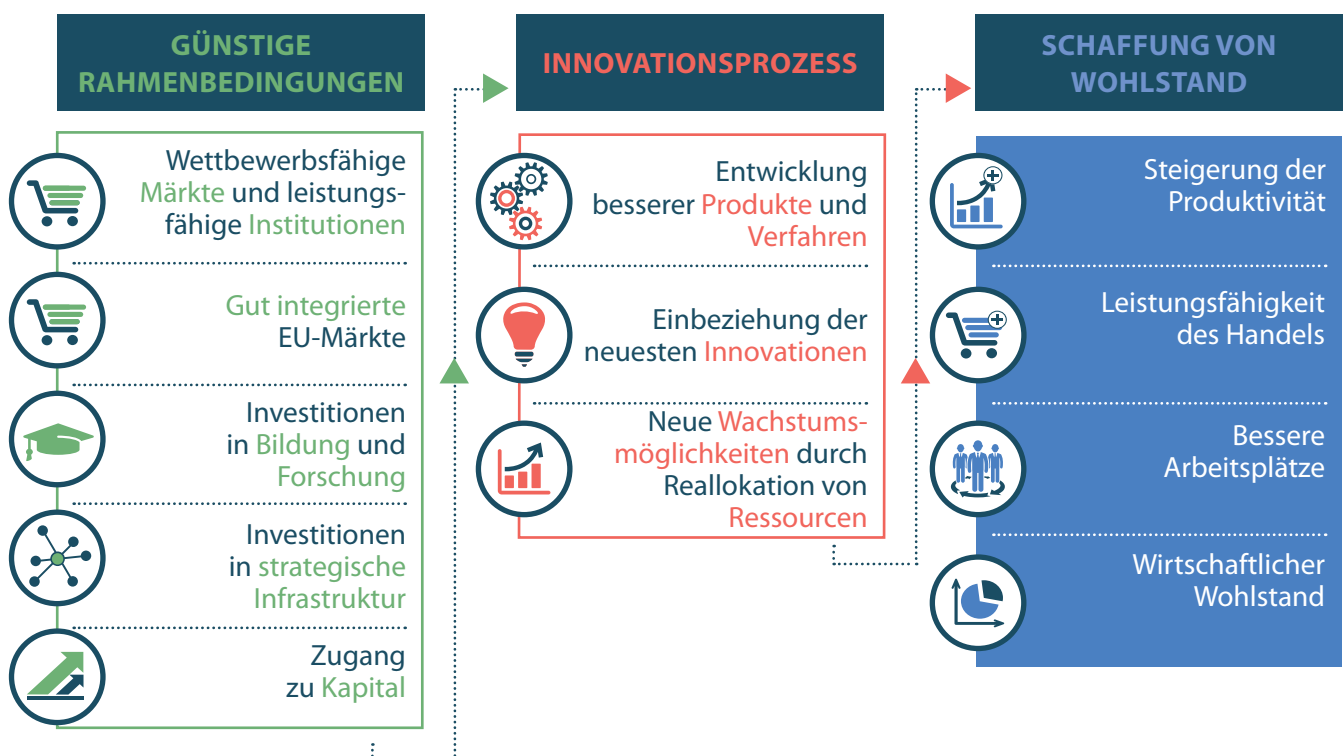 GÜNSTIGE
RAHMENBEDINGUNGEN
Wettbewerbsfähige
Märkte und leistungs-
fähige Institutionen
Gut integrierte
EU-Märkte
Investitionen
in Bildung und
Forschung
Investitionen
in strategische
Infrastruktur
Zugang
zu Kapital
INNOVATIONSPROZESS
Entwicklung
besserer Produkte und
Verfahren
Einbeziehung der
neuesten Innovationen
Neue Wachstums-
möglichkeiten durch
Reallokation von
Ressourcen
SCHAFFUNG VON
WOHLSTAND
Steigerung der
Produktivität
Leistungsfähigkeit
des Handels
Bessere
Arbeitsplätze
Wirtschaftlicher
Wohlstand